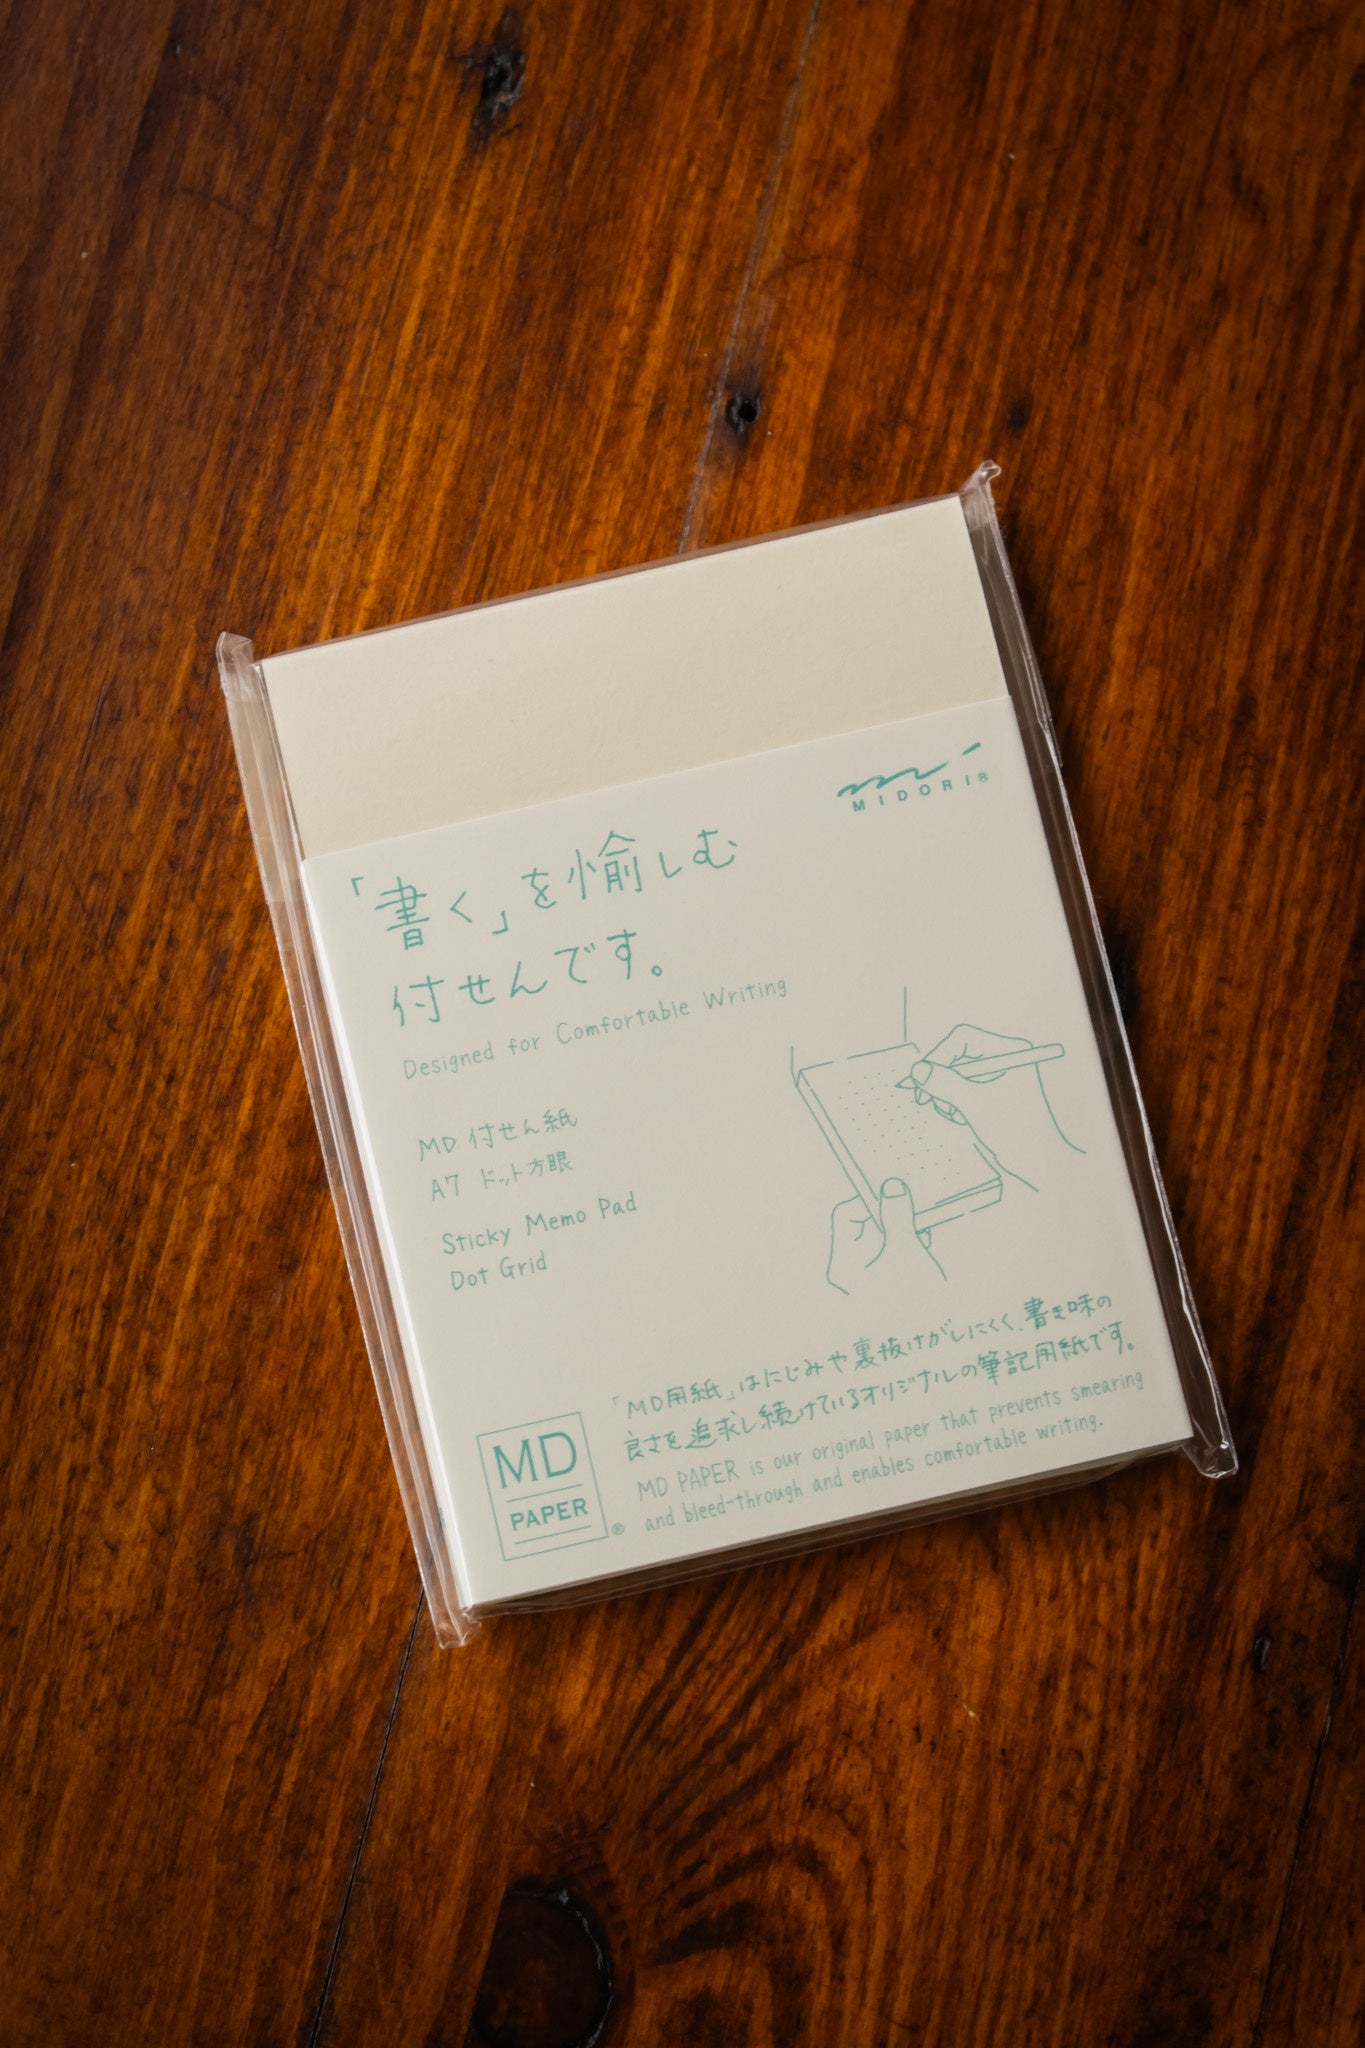 MIDORI®
「書く」を愉しむ
付せんです。
Designed for Comfortable Writing
MD 付せん紙
A7 ドット方眼
Sticky Memo Pad
Dot Grid
「MD用紙」はにじみや裏抜けがしにくく、書き味の
良さを追求し続けているオリジナルの筆記用紙です。
MD PAPER is our original paper that prevents smearing
and bleed-through and enables comfortable writing.
MD
PAPER®